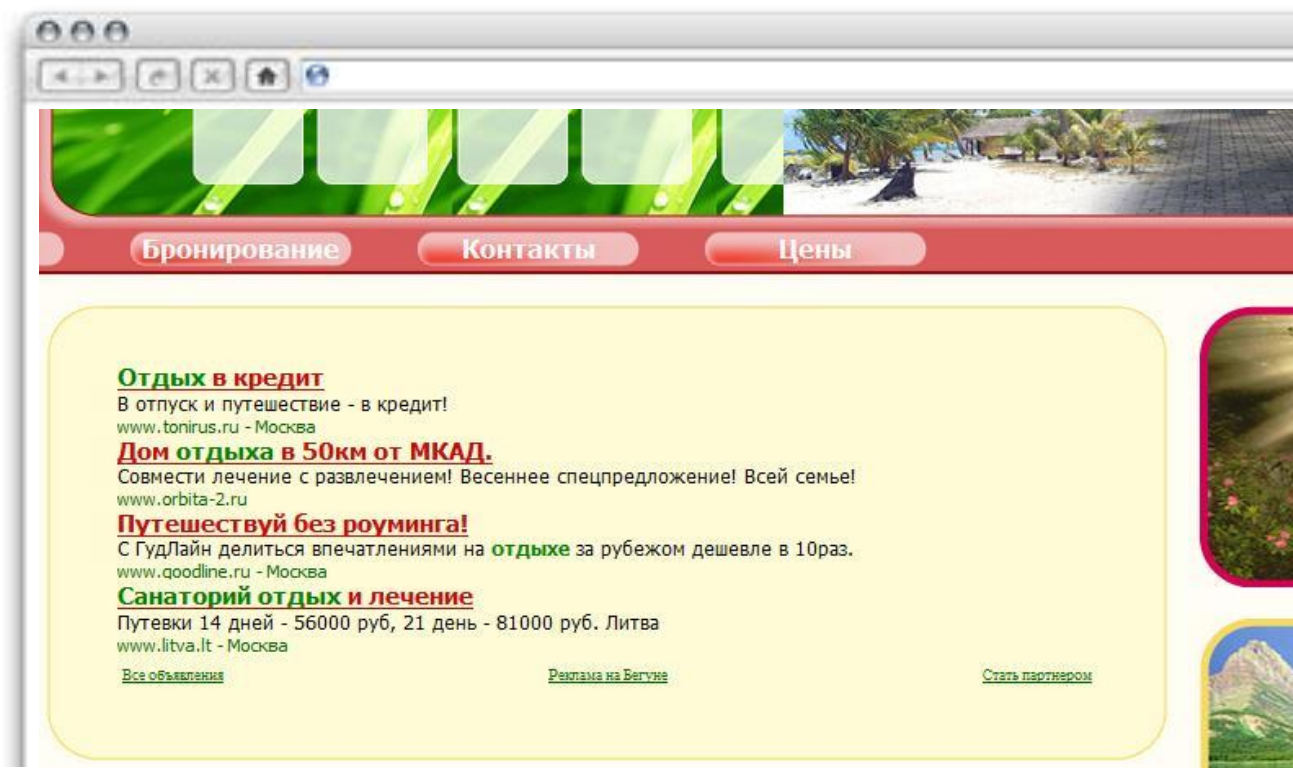 Бронирование Контакты Цены
Отдых в кредит
В отпуск и путешествие - в кредит!
www.tonirus.ru - Москва
Дом отдыха в 50км от МКАД.
Совмести лечение с развлечением! Весеннее спецпредложение! Всей семье!
www.orbita-2.ru
Путешествуй без роуминга!
С ГудЛайн делиться впечатлениями на отдыхе за рубежом дешевле в 10раз.
www.goodline.ru - Москва
Санаторий отдых и лечение
Путевки 14 дней - 56000 руб, 21 день - 81000 руб. Литва
www.litva.lt - Москва
Все объявления Реклама на Бегуне Стать партнером